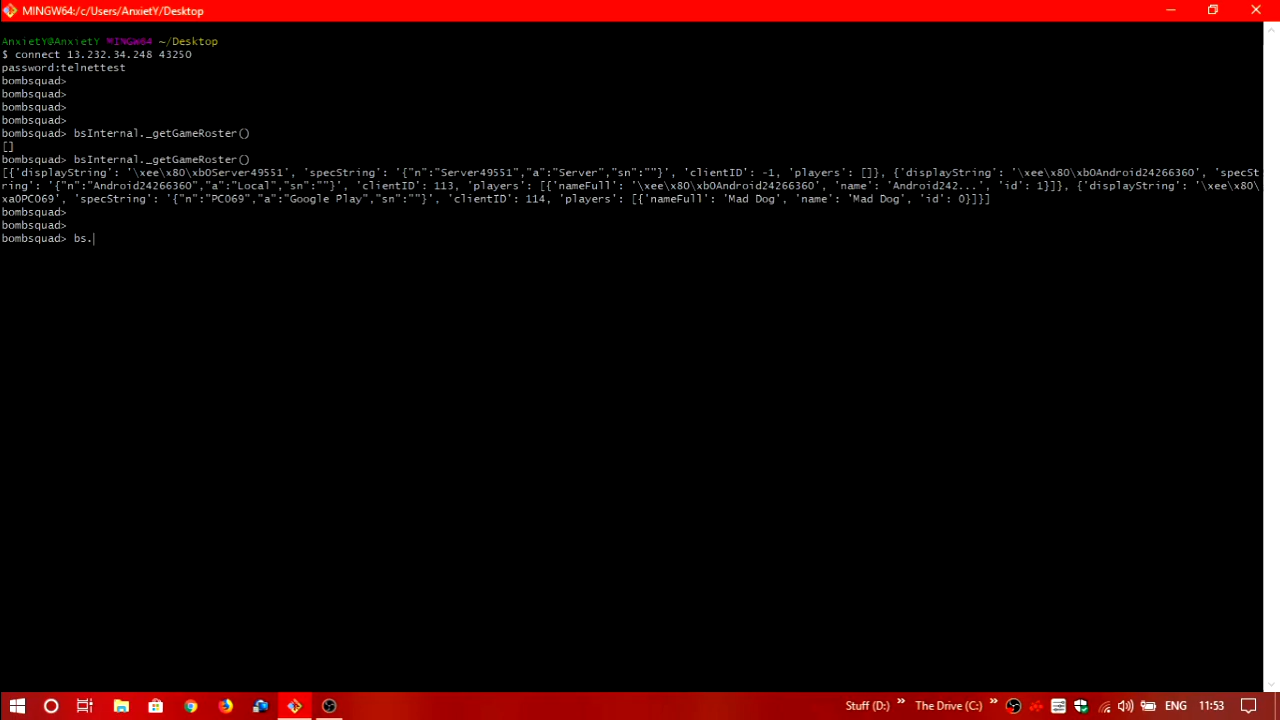 MINGW64:/c/Users/AnxietY/Desktop
AnxietY@AnxietY MINGW64 ~/Desktop
$ connect 13.232.34.248 43250
password:telnettest
bombsquad>
bombsquad>
bombsquad>
bombsquad>
bombsquad> bsInternal._getGameRoster()
[]
bombsquad> bsInternal._getGameRoster()
[{'displayString': '\xee\x80\xb0Server49551', 'specString': '{"n":"Server49551","a":"Server","sn":""}', 'clientID': -1, 'players': []}, {'displayString': '\xee\x80\xb0Android24266360', 'specSt
ring': '{"n":"Android24266360","a":"Local","sn":""}', 'clientID': 113, 'players': [{'nameFull': '\xee\x80\xb0Android24266360', 'name': 'Android242...', 'id': 1}]}, {'displayString': '\xee\x80\
xa0PC069', 'specString': '{"n":"PC069","a":"Google Play","sn":""}', 'clientID': 114, 'players': [{'nameFull': 'Mad Dog', 'name': 'Mad Dog', 'id': 0}]}]
bombsquad>
bombsquad>
bombsquad> bs.
Stuff (D:) » The Drive (C:) » ENG 11:53